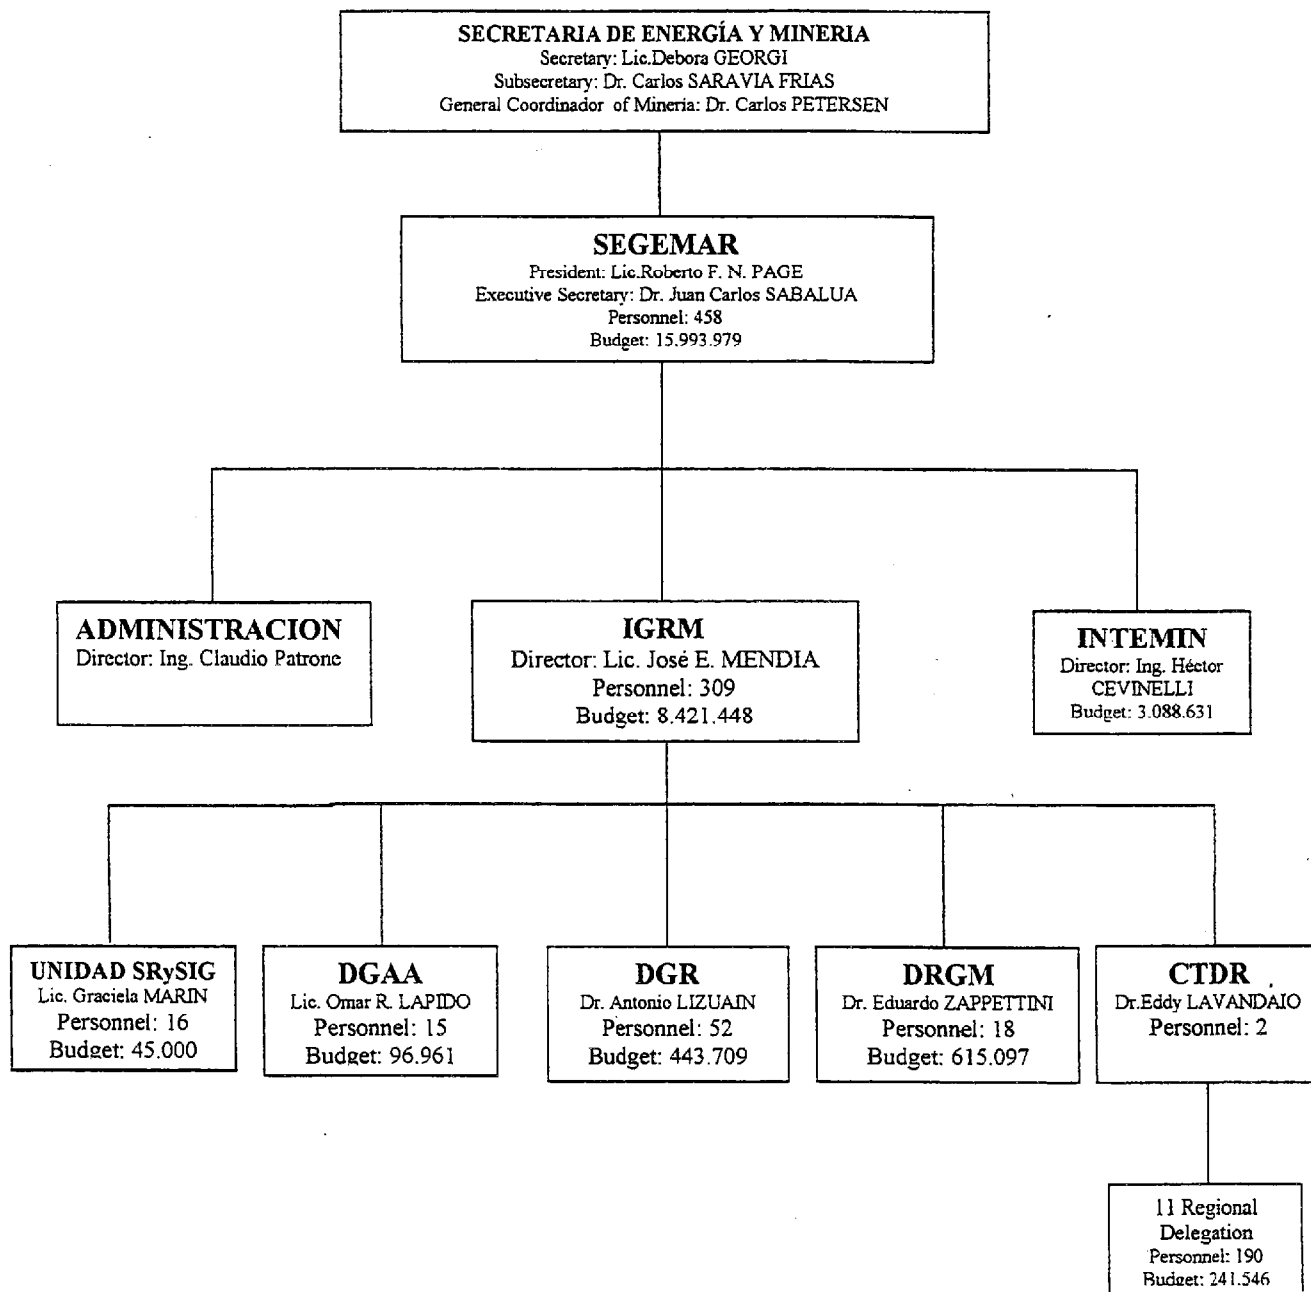 SECRETARIA DE ENERGÍA Y MINERIA
Secretary: Lic.Debora GEORGI
Subsecretary: Dr. Carlos SARAVIA FRIAS
General Coordinador of Mineria: Dr. Carlos PETERSEN
SEGEMAR
President: Lic.Roberto F. N. PAGE
Executive Secretary: Dr. Juan Carlos SABALUA
Personnel: 458
Budget: 15.993.979
ADMINISTRACION
Director: Ing. Claudio Patrone
IGRM
Director: Lic. José E. MENDIA
Personnel: 309
Budget: 8.421.448
INTEMIN
Director: Ing. Héctor
CEVINELLI
Budget: 3.088.631
UNIDAD SRySIG
Lic. Graciela MARIN
Personnel: 16
Budget: 45.000
DGAA
Lic. Omar R. LAPIDO
Personnel: 15
Budget: 96.961
DGR
Dr. Antonio LIZUAIN
Personnel: 52
Budget: 443.709
DRGM
Dr. Eduardo ZAPPETTINI
Personnel: 18
Budget: 615.097
CTDR
Dr.Eddy LAVANDAIO
Personnel: 2
11 Regional
Delegation
Personnel: 190
Budget: 241.546